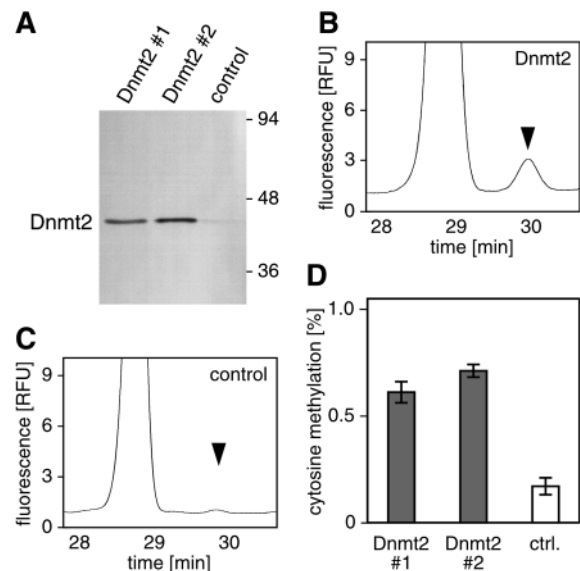 A
Dnmt2 #1
Dnmt2 #2
control
- 94
- 48
- 36
Dnmt2
B
fluorescence [RFU]
9
6
3
0
Dnmt2
28 29 30
time [min]
C
fluorescence [RFU]
9
6
3
0
control
28 29 30
time [min]
D
cytosine methylation [%]
1.0
0.5
0
Dnmt2 #1
Dnmt2 #2
ctrl.